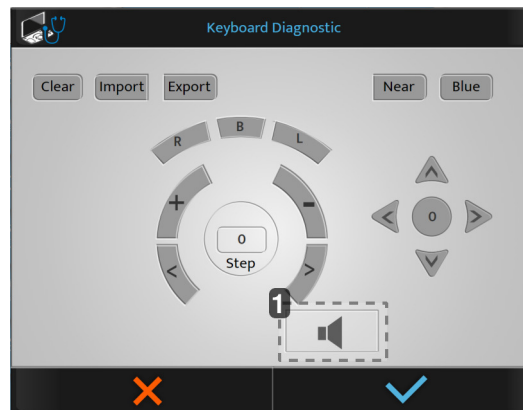 Keyboard Diagnostic
Clear Import Export Near Blue
R B L
+ -
0
Step
< >
0
1